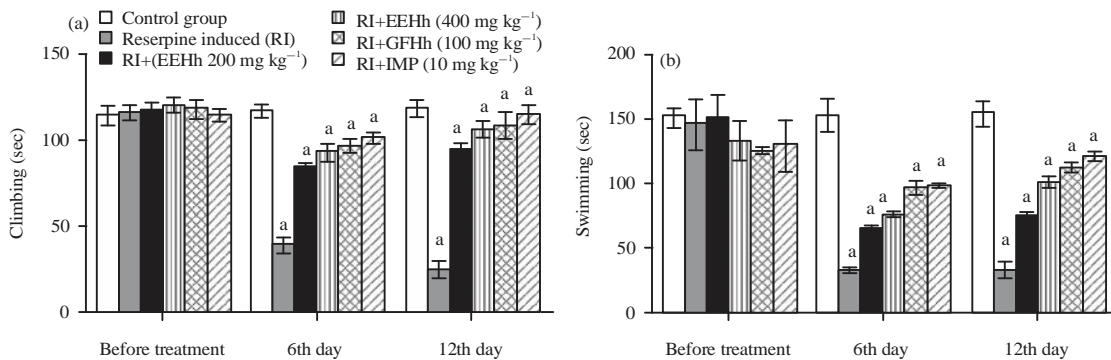 (a)
Control group
Reserpine induced (RI)
RI+(EEHh 200 mg kg⁻¹)
RI+EEHh (400 mg kg⁻¹)
RI+GFHh (100 mg kg⁻¹)
RI+IMP (10 mg kg⁻¹)
150
100
50
0
Climbing (sec)
a
a
a
a
a
a
a
a
a
a
Before treatment
6th day
12th day
(b)
200
150
100
50
0
Swimming (sec)
a
a
a
a
a
a
a
a
a
a
Before treatment
6th day
12th day